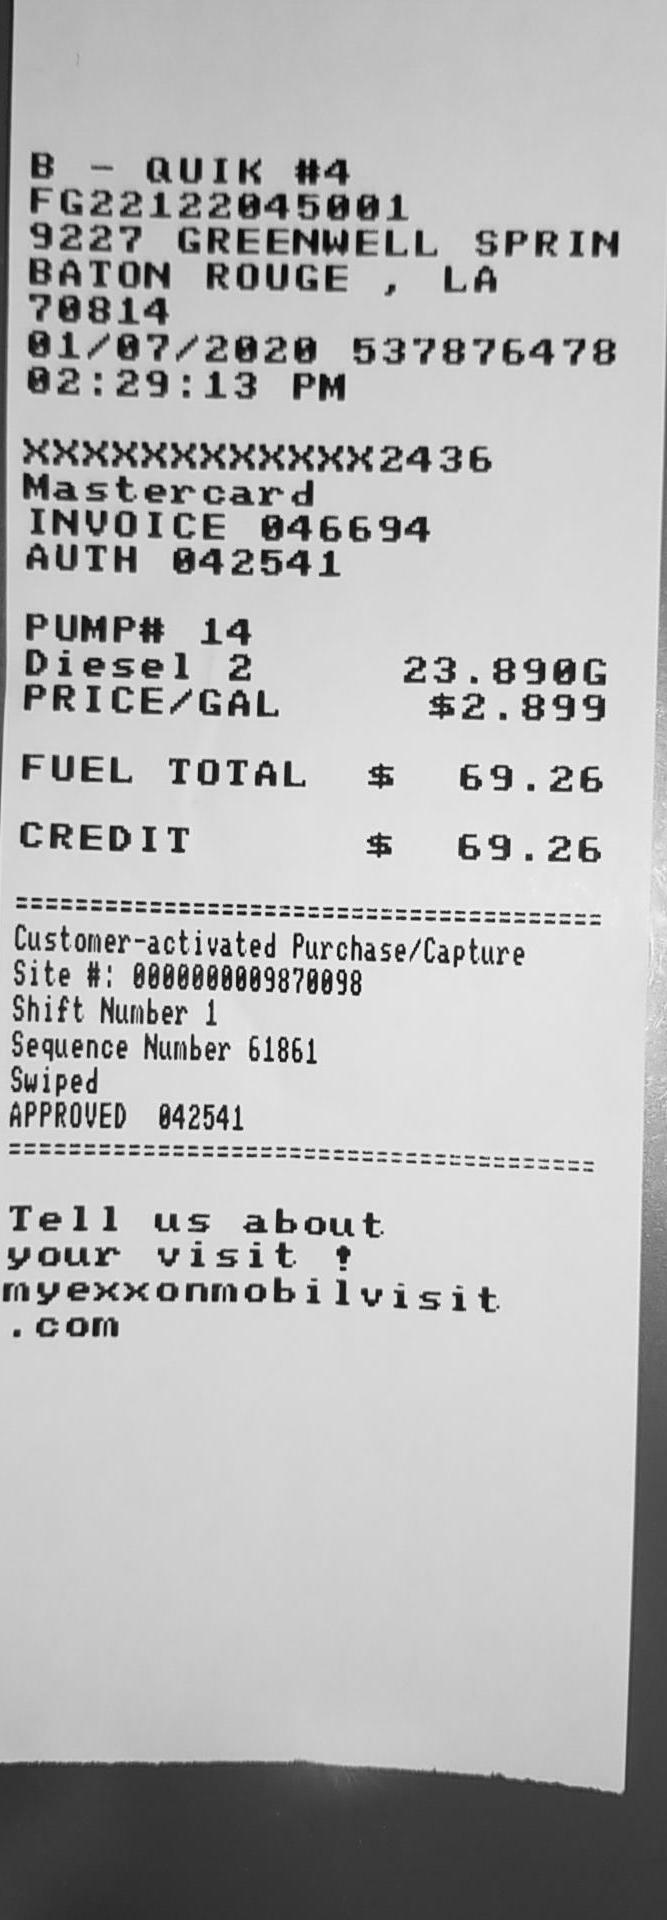 B - QUIK #4
FG22122045001
9227 GREENWELL SPRIN
BATON ROUGE , LA
70814
01/07/2020 537876478
02:29:13 PM
XXXXXXXXXXXX2436
Mastercard
INVOICE 046694
AUTH 042541
PUMP# 14
Diesel 2 23.890G
PRICE/GAL $2.899
FUEL TOTAL $ 69.26
CREDIT $ 69.26
=======================================
Customer-activated Purchase/Capture
Site #: 0000000009870098
Shift Number 1
Sequence Number 61861
Swiped
APPROVED 042541
=======================================
Tell us about
your visit !
myexxonmobilvisit
.com